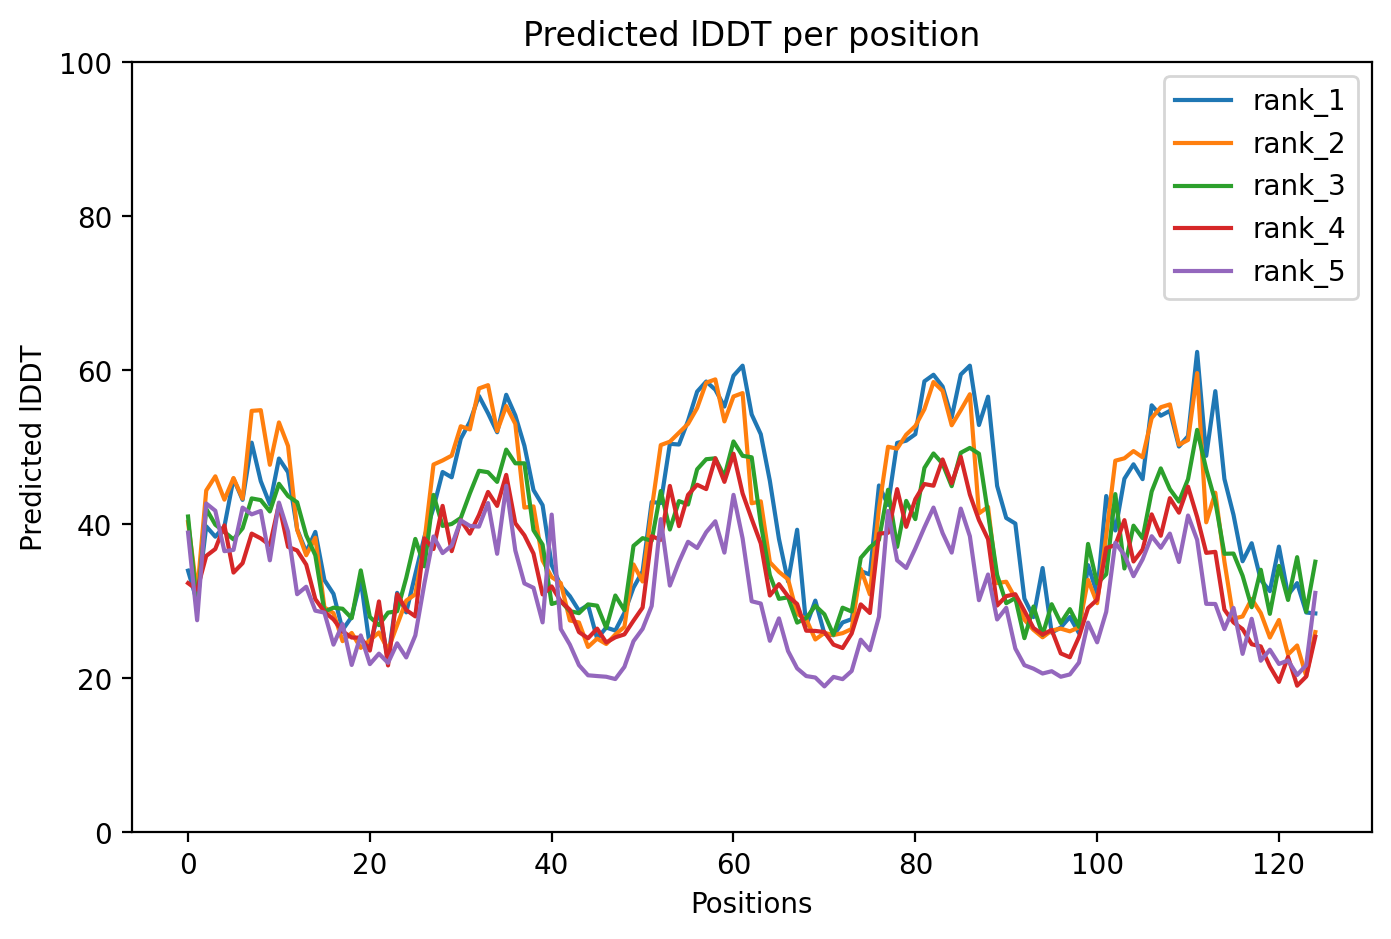 Predicted lDDT per position
100
80
60
40
20
0
Predicted lDDT
0 20 40 60 80 100 120
Positions
rank_1
rank_2
rank_3
rank_4
rank_5